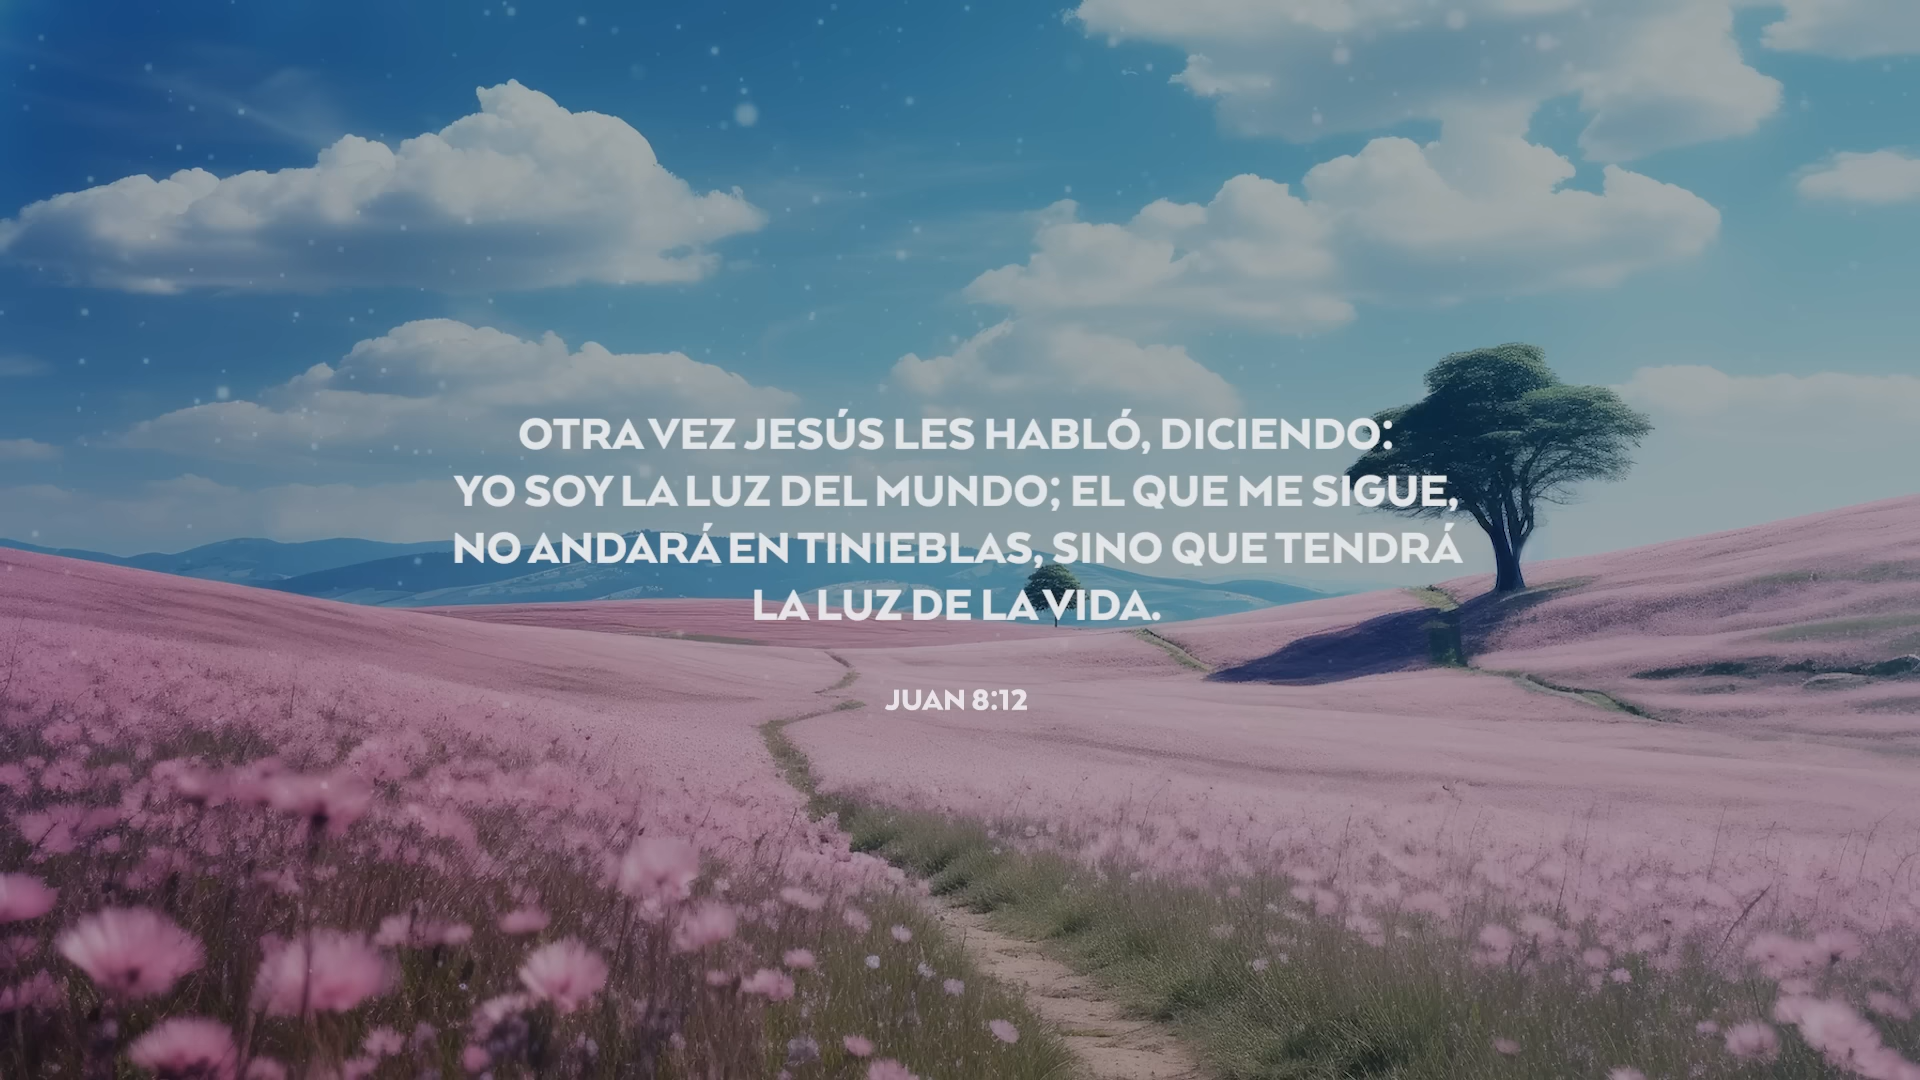 OTRA VEZ JESÚS LES HABLÓ, DICIENDO:
YO SOY LA LUZ DEL MUNDO; EL QUE ME SIGUE,
NO ANDARÁ EN TINIEBLAS, SINO QUE TENDRÁ
LA LUZ DE LA VIDA.
JUAN 8:12